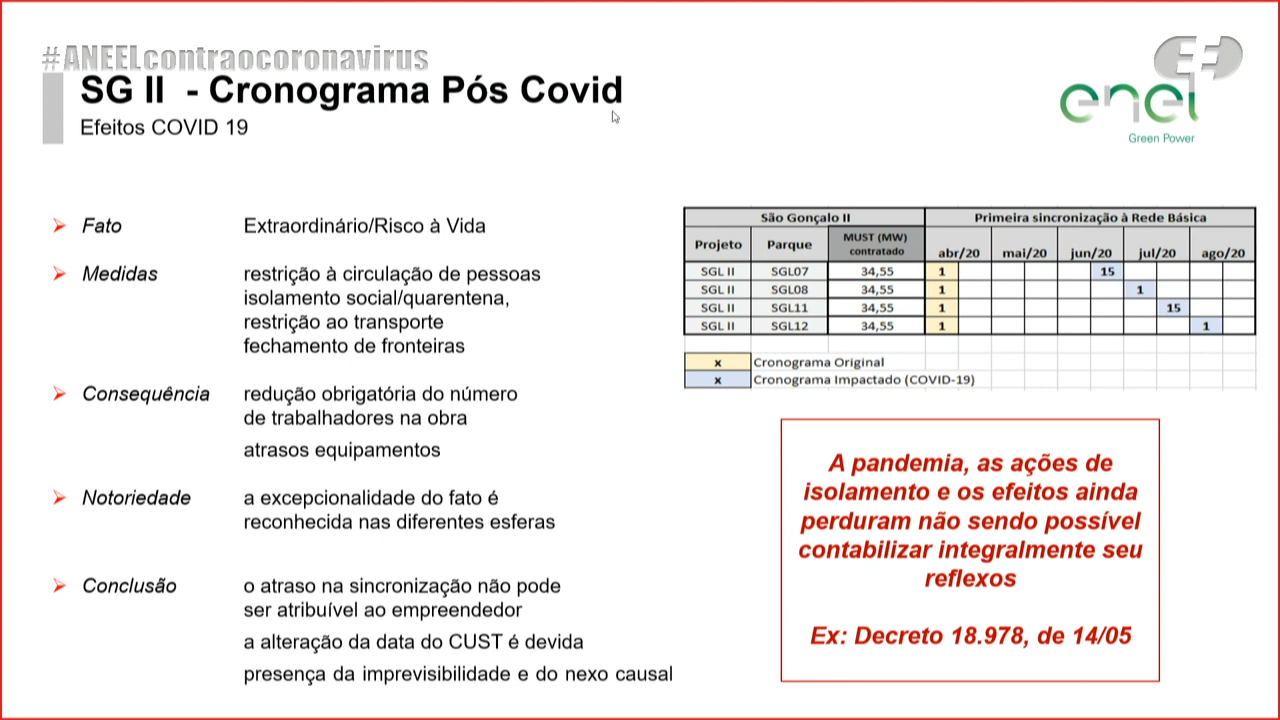 #ANEELcontraocoronavirus
SG II - Cronograma Pós Covid
Efeitos COVID 19
enel
Green Power
Fato Extraordinário/Risco à Vida
Medidas restrição à circulação de pessoas
isolamento social/quarentena,
restrição ao transporte
fechamento de fronteiras
Consequência redução obrigatória do número
de trabalhadores na obra
atrasos equipamentos
Notoriedade a excepcionalidade do fato é
reconhecida nas diferentes esferas
Conclusão o atraso na sincronização não pode
ser atribuível ao empreendedor
a alteração da data do CUST é devida
presença da imprevisibilidade e do nexo causal
São Gonçalo II Primeira sincronização à Rede Básica
Projeto Parque MUST (MW) contratado abr/20 mai/20 jun/20 jul/20 ago/20
SGL II SGL07 34,55 1 15
SGL II SGL08 34,55 1 1
SGL II SGL11 34,55 1 15
SGL II SGL12 34,55 1 1
x Cronograma Original
x Cronograma Impactado (COVID-19)
A pandemia, as ações de
isolamento e os efeitos ainda
perduram não sendo possível
contabilizar integralmente seu
reflexos
Ex: Decreto 18.978, de 14/05